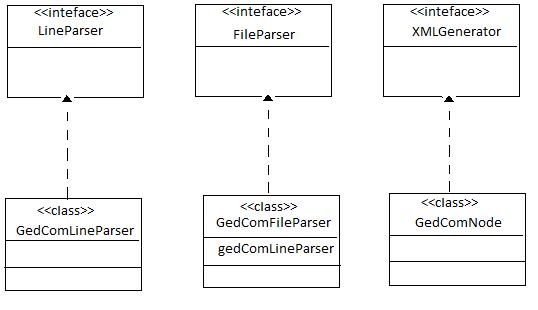 <<inteface>>
LineParser
<<inteface>>
FileParser
<<inteface>>
XMLGenerator
<<class>>
GedComLineParser
<<class>>
GedComFileParser
gedComLineParser
<<class>>
GedComNode